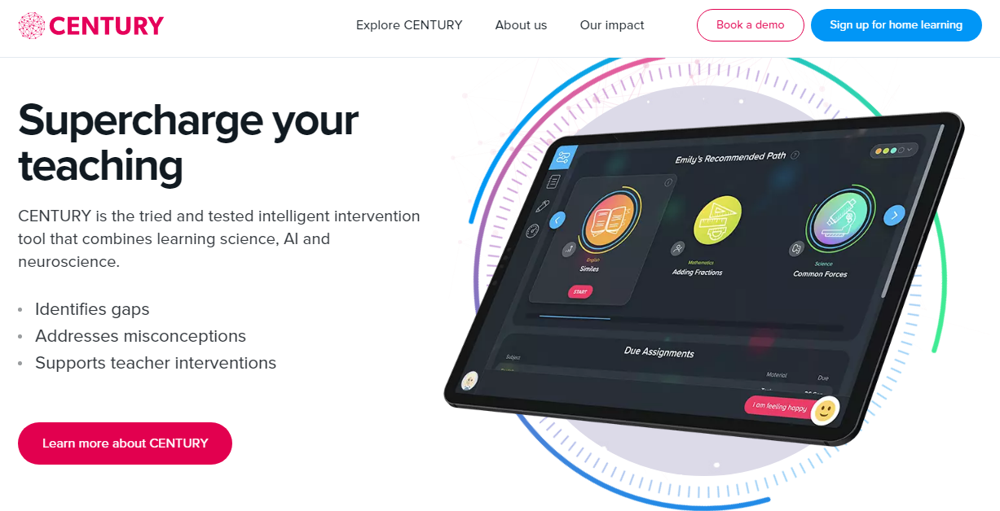 CENTURY
Explore CENTURY
About us
Our impact
Book a demo
Sign up for home learning
Supercharge your
teaching
CENTURY is the tried and tested intelligent intervention
tool that combines learning science, AI and
neuroscience.
Identifies gaps
Addresses misconceptions
Supports teacher interventions
Learn more about CENTURY
Emily's Recommended Path
?
English
Similes
START
Mathematics
Adding Fractions
Science
Common Forces
Due Assignments
Subject
Material
Due
I am feeling happy